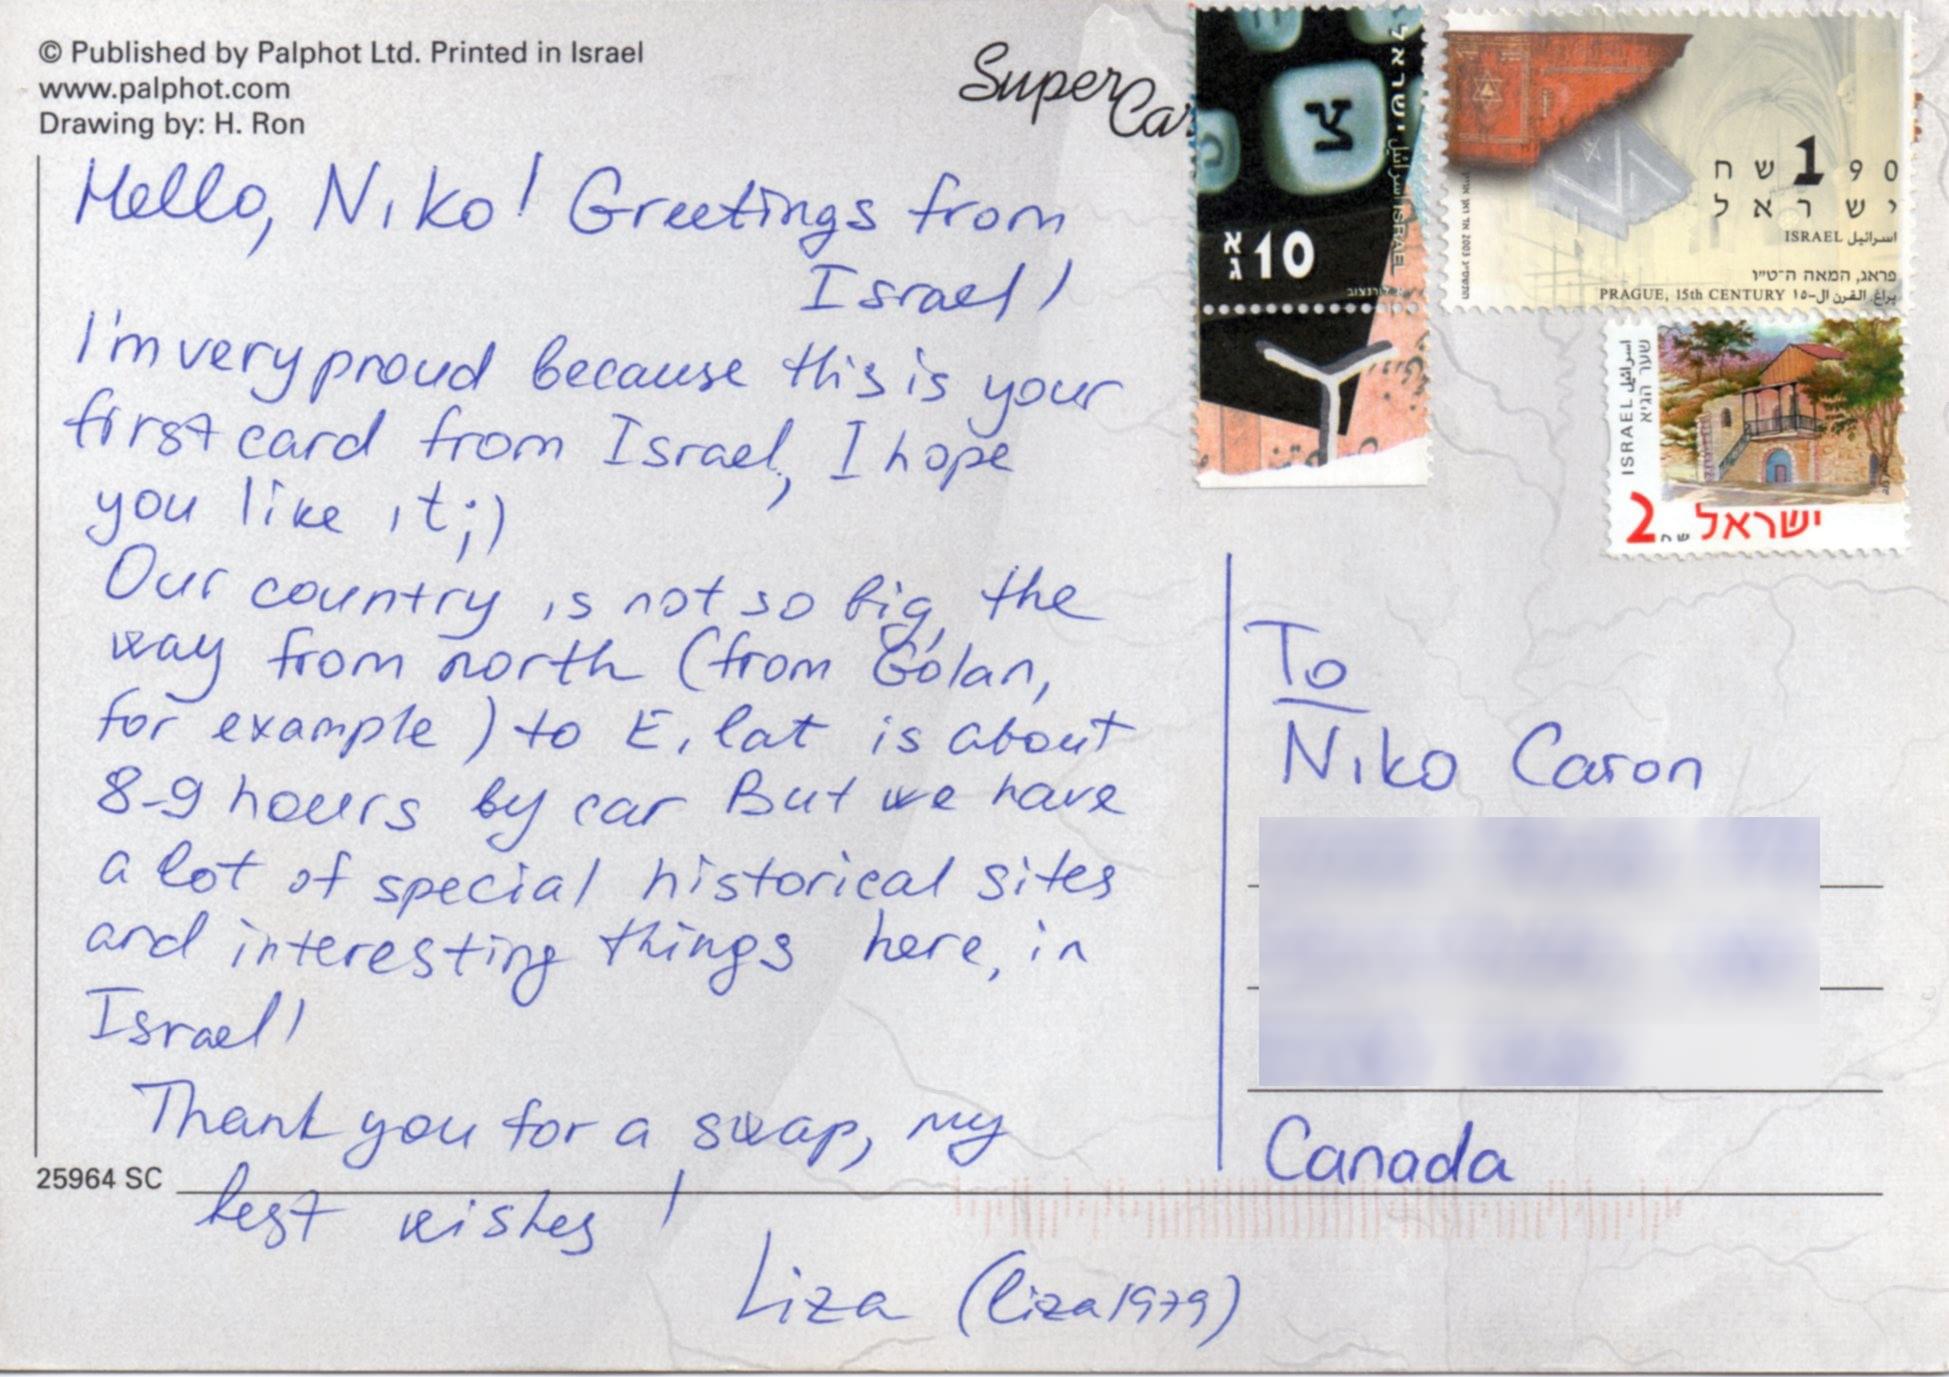 © Published by Palphot Ltd. Printed in Israel
www.palphot.com
Drawing by: H. Ron
Super
Car
Hello, Niko! Greetings from
Israel!
I'm very proud because this is your
first card from Israel, I hope
you like it;)
Our country is not so big, the
way from north (from Golan,
for example) to Eilat is about
8-9 hours by car But we have
a lot of special historical sites
and interesting things here, in
Israel!
Thank you for a swap, my
best wishes!
Liza (liza1979)
25964 SC
ישראל اسرائيل ISRAEL
צ
א
ג
10
1.90 שח
ישראל
ISRAEL اسرائيل
פראג, המאה ה-ט"ו
PRAGUE, 15th CENTURY براغ القرن ال-١٥
ISRAEL اسرائيل
שער הגיא
2 שח ישראל
To
Niko Caron
Canada